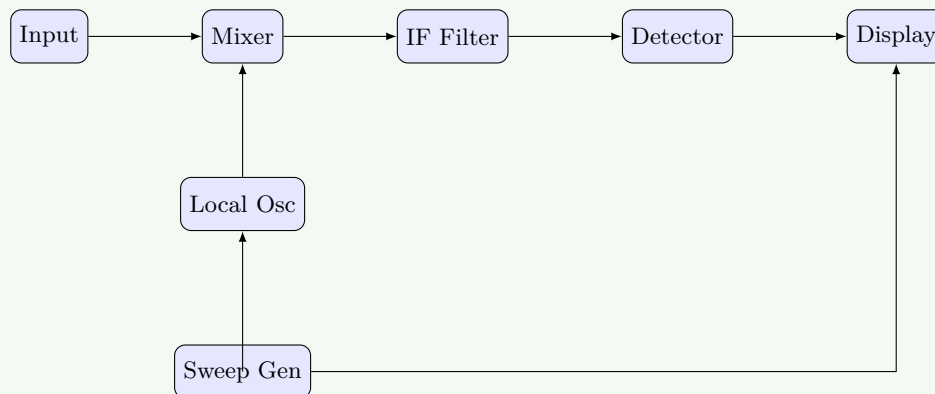 Input
Mixer
IF Filter
Detector
Display
Local Osc
Sweep Gen